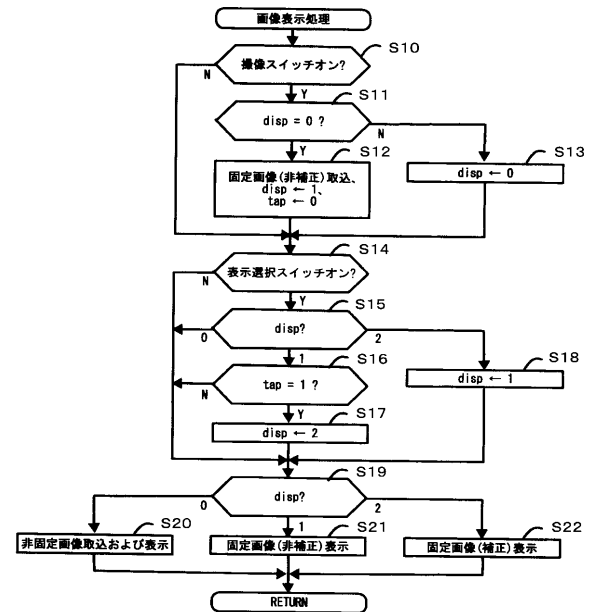 画像表示処理
S10
撮像スイッチオン?
N
Y
S11
disp = 0 ?
N
Y
S12
固定画像(非補正)取込、
disp ← 1、
tap ← 0
S13
disp ← 0
S14
表示選択スイッチオン?
N
Y
S15
disp?
0
2
1
S16
tap = 1 ?
N
Y
S17
disp ← 2
S18
disp ← 1
S19
disp?
0
2
1
S20
非固定画像取込および表示
S21
固定画像(非補正)表示
S22
固定画像(補正)表示
RETURN